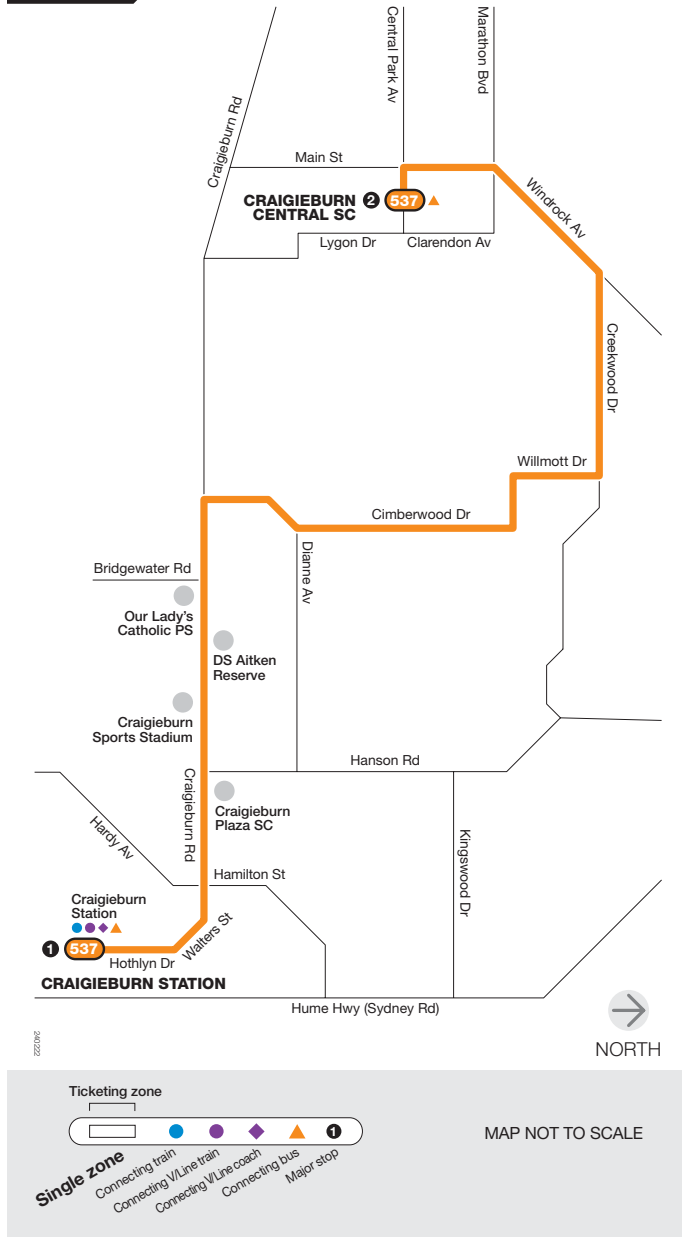 Central Park Av
Marathon Bvd
Craigieburn Rd
Main St
CRAIGIEBURN
CENTRAL SC
2
537
Windrock Av
Lygon Dr
Clarendon Av
Creekwood Dr
Willmott Dr
Cimberwood Dr
Dianne Av
Bridgewater Rd
Our Lady's
Catholic PS
DS Aitken
Reserve
Craigieburn
Sports Stadium
Hanson Rd
Craigieburn Rd
Craigieburn
Plaza SC
Hardy Av
Kingswood Dr
Hamilton St
Craigieburn
Station
Walters St
1
537
Hothlyn Dr
CRAIGIEBURN STATION
Hume Hwy (Sydney Rd)
240222
NORTH
Ticketing zone
1
MAP NOT TO SCALE
Single zone
Connecting train
Connecting V/Line train
Connecting V/Line coach
Connecting bus
Major stop